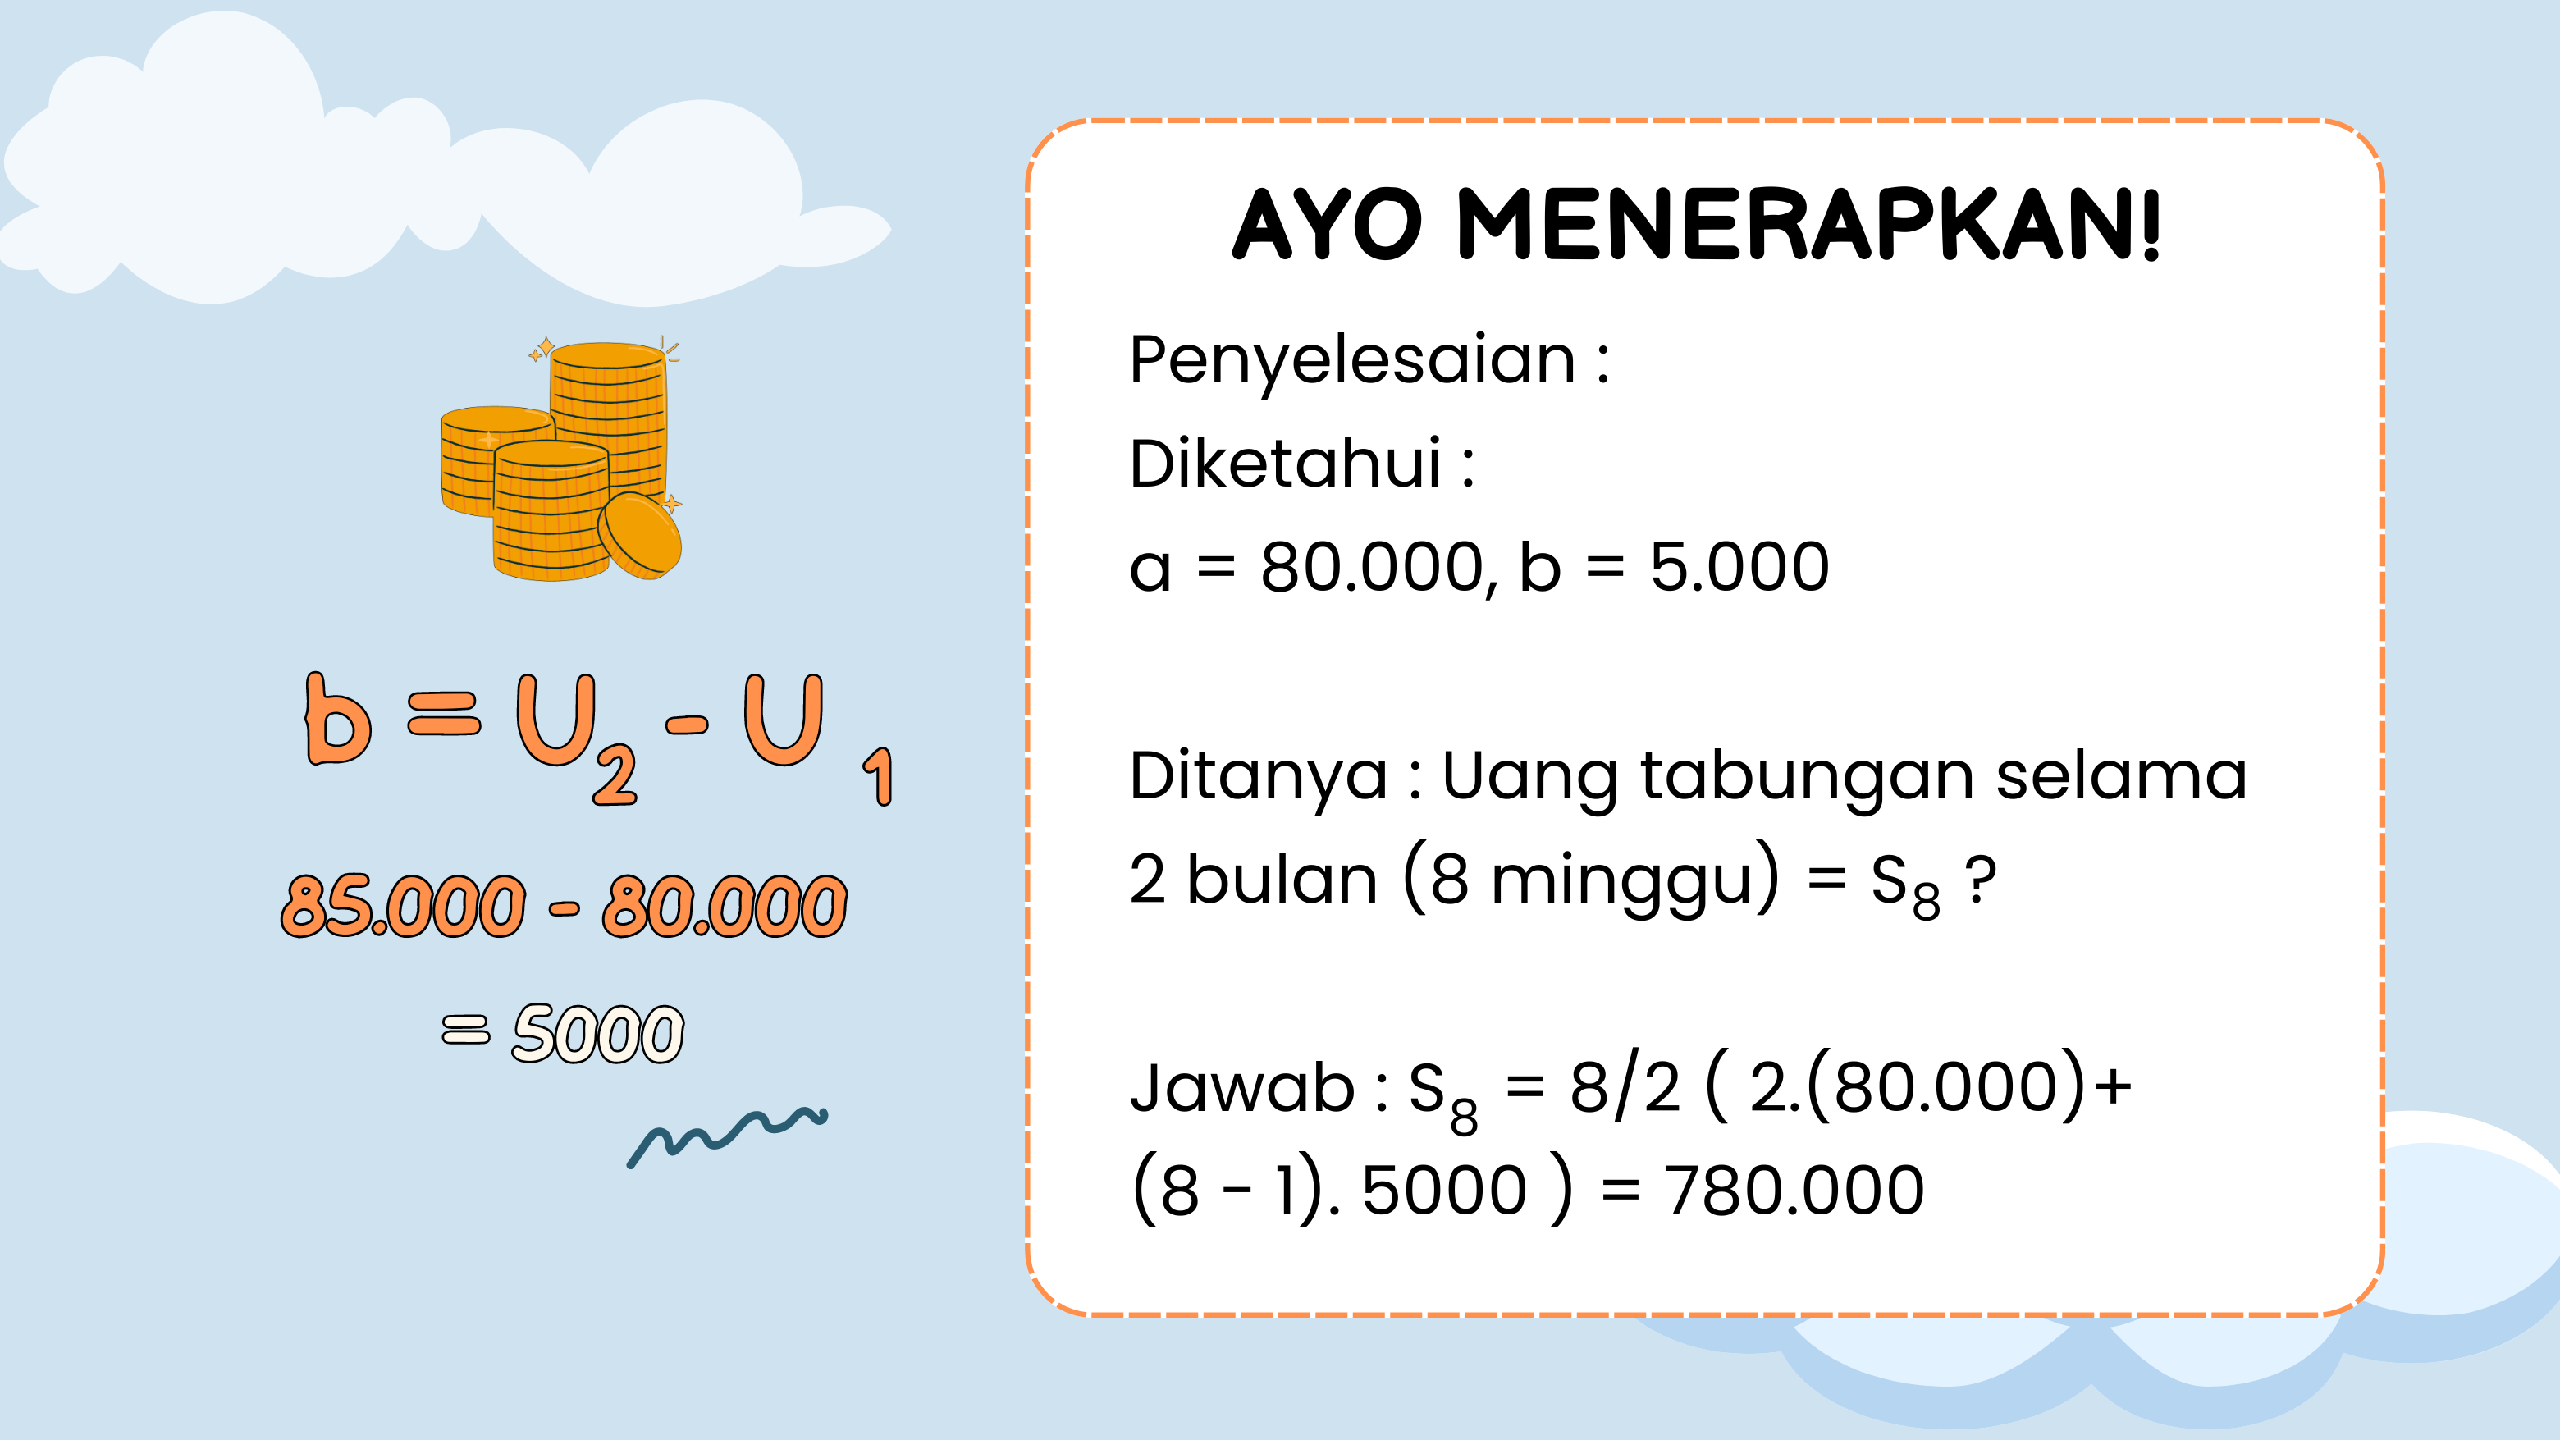 b = U₂ - U ₁
85.000 - 80.000
= 5000
AYO MENERAPKAN!
Penyelesaian :
Diketahui :
a = 80.000, b = 5.000
Ditanya : Uang tabungan selama
2 bulan (8 minggu) = S₈ ?
Jawab : S₈ = 8/2 ( 2.(80.000)+
(8 - 1). 5000 ) = 780.000